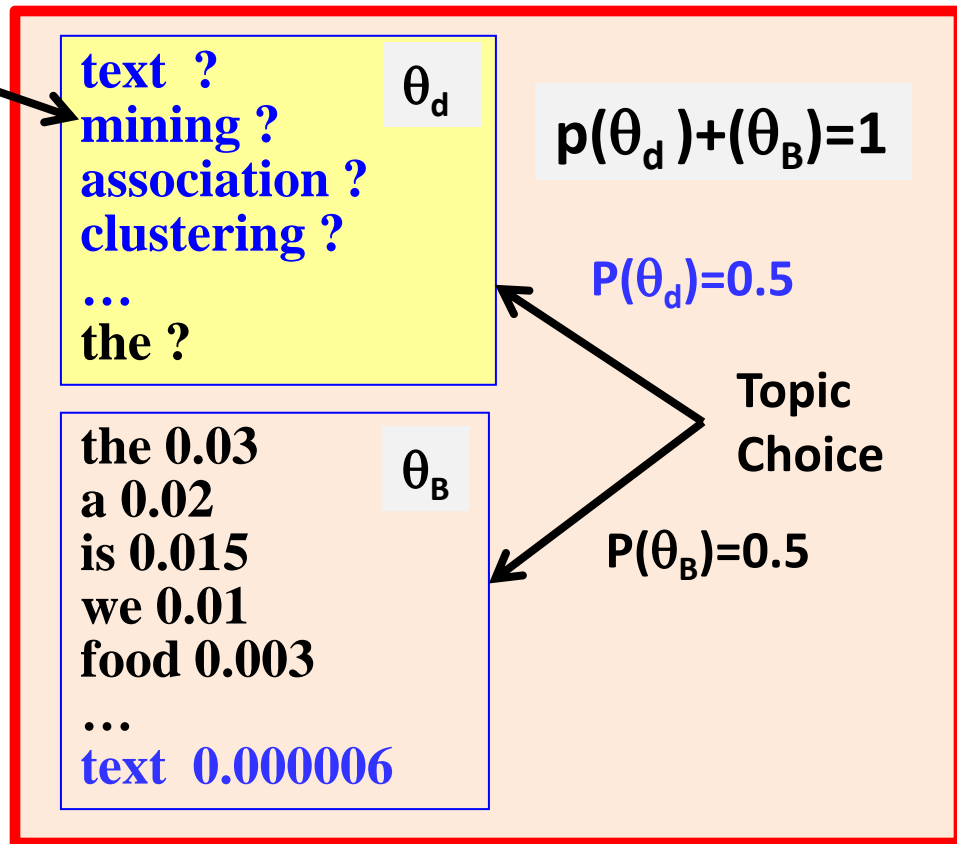 text ?
mining ?
association ?
clustering ?
…
the ?
θd
p(θd)+(θB)=1
P(θd)=0.5
Topic
Choice
the 0.03
a 0.02
is 0.015
we 0.01
food 0.003
…
text 0.000006
θB
P(θB)=0.5